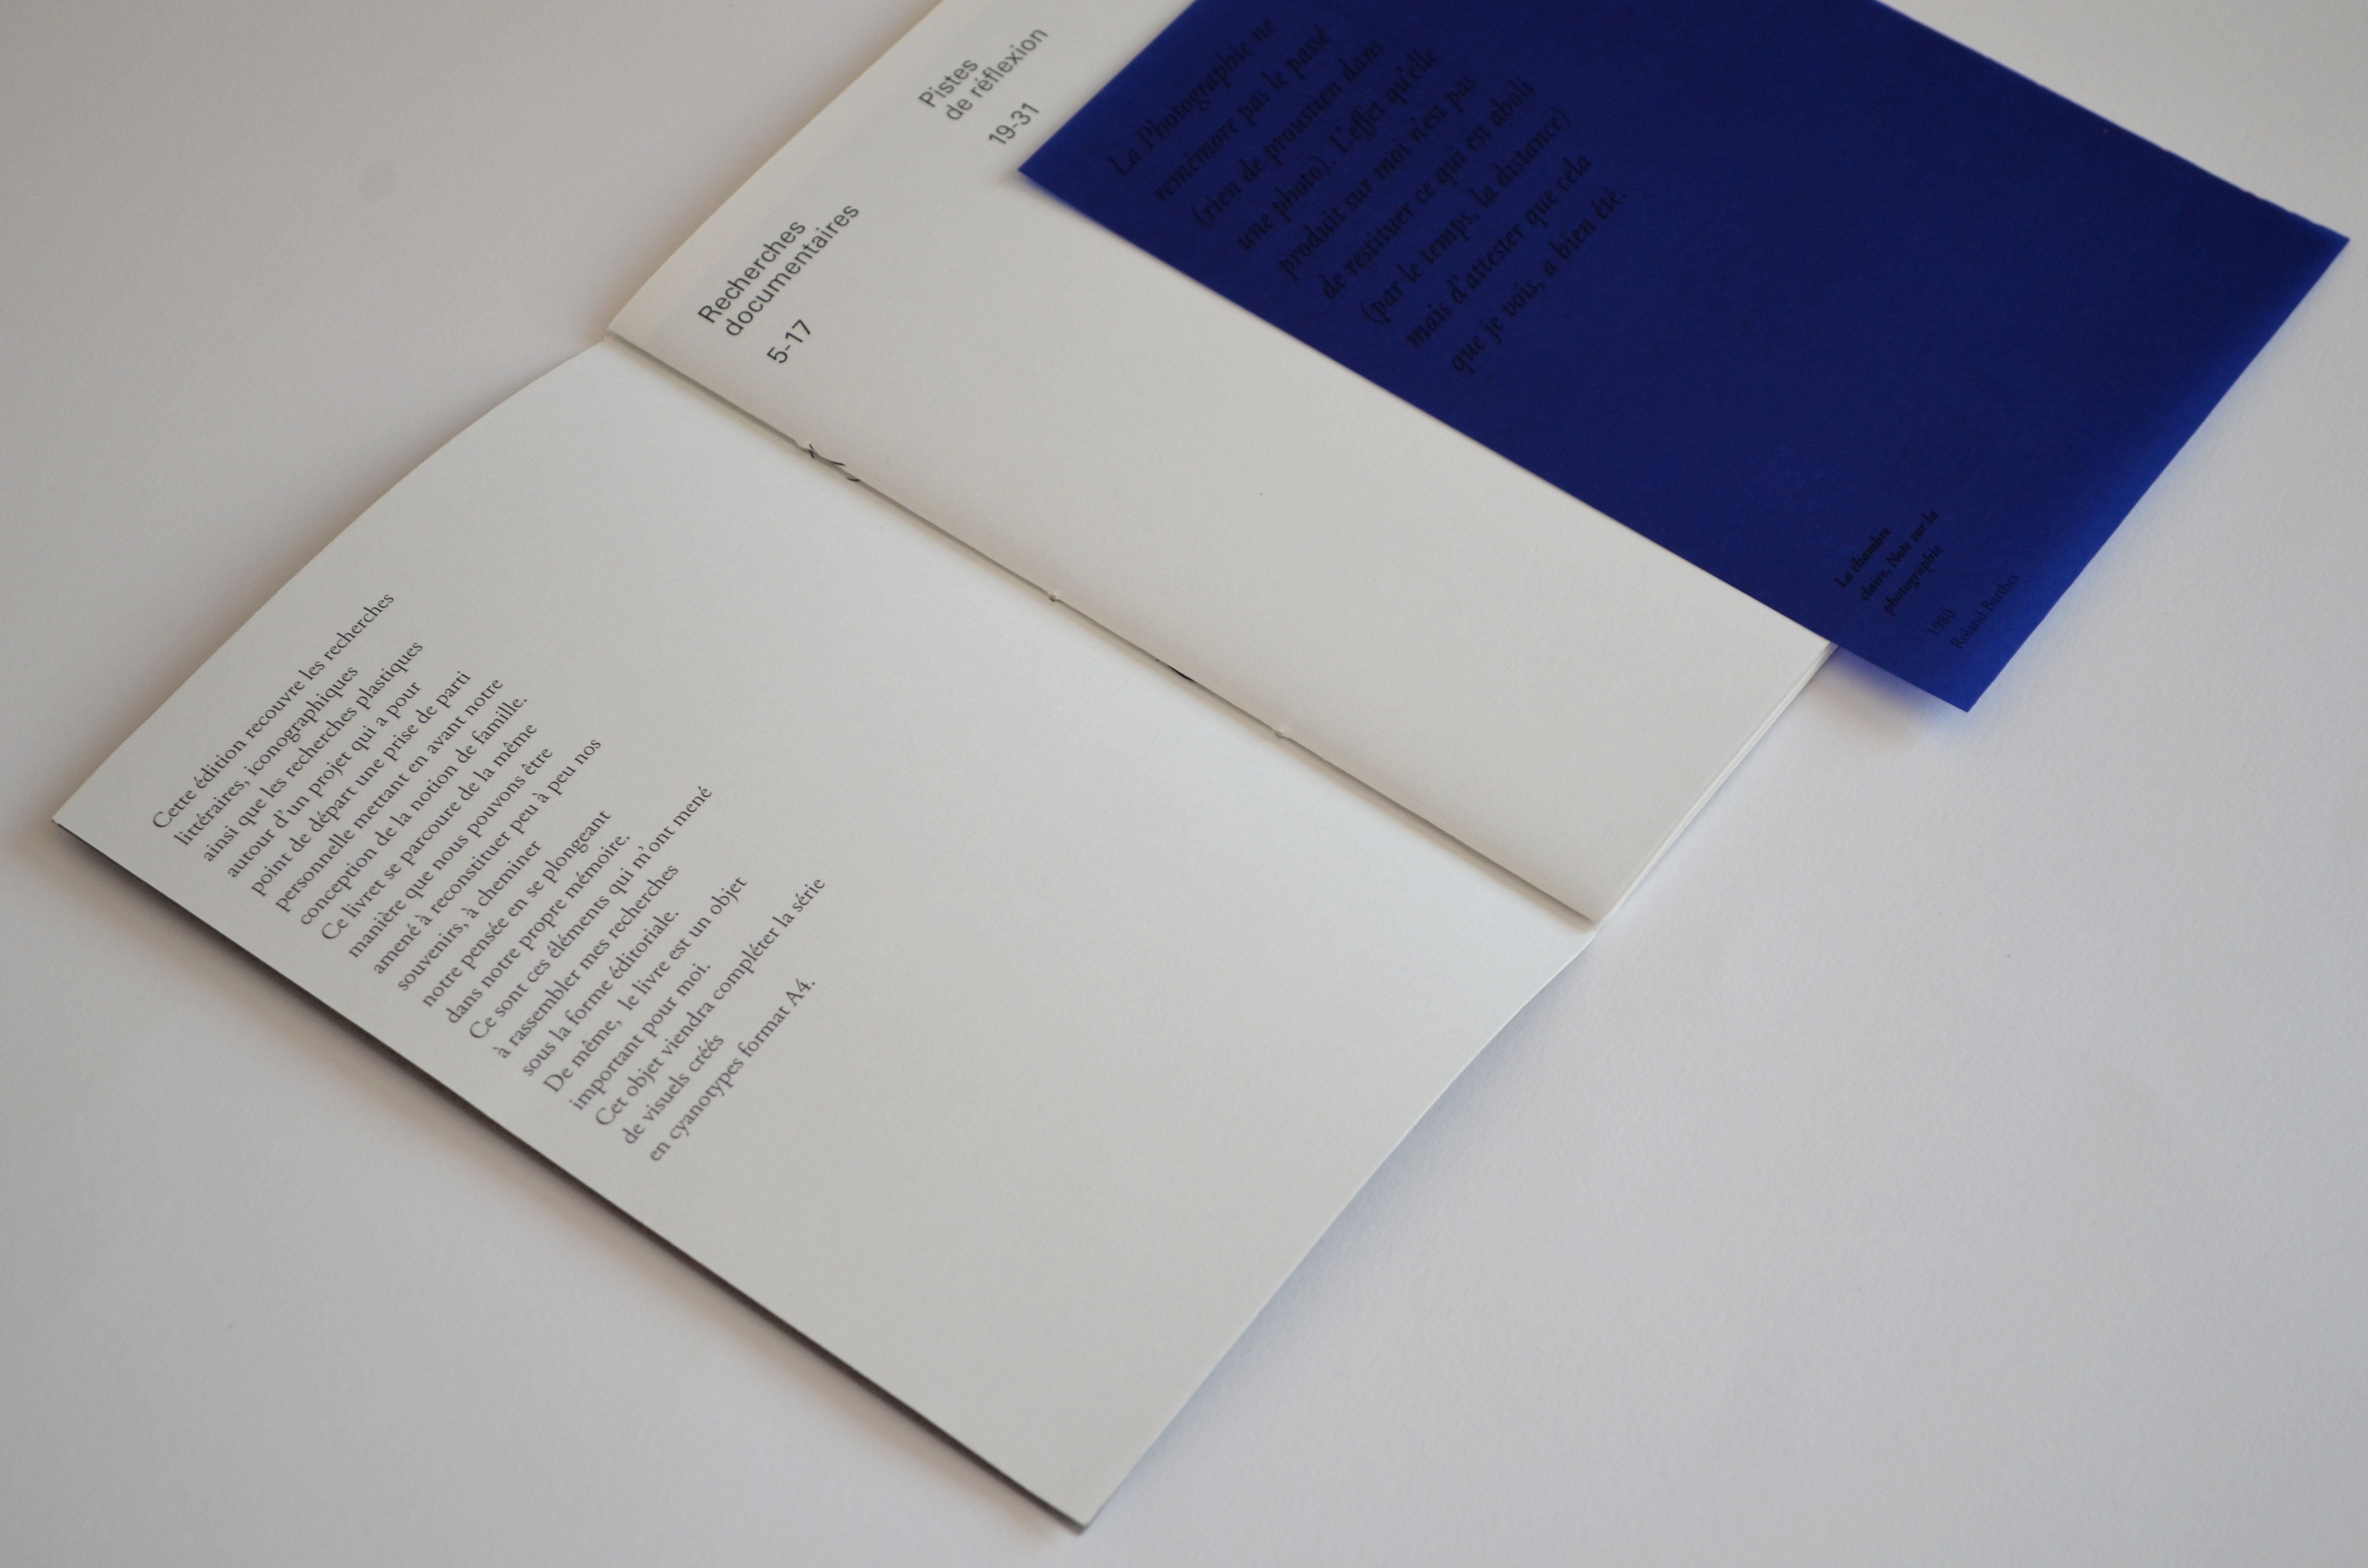 Cette édition recouvre les recherches
littéraires, iconographiques
ainsi que les recherches plastiques
autour d'un projet qui a pour
point de départ une prise de parti
personnelle mettant en avant notre
conception de la notion de famille.
Ce livret se parcoure de la même
manière que nous pouvons être
amené à reconstituer peu à peu nos
souvenirs, à cheminer
notre pensée en se plongeant
dans notre propre mémoire.
Ce sont ces éléments qui m'ont mené
à rassembler mes recherches
sous la forme éditoriale.
De même, le livre est un objet
important pour moi.
Cet objet viendra compléter la série
de visuels créés
en cyanotypes format A4.
Recherches
documentaires
5-17
Pistes
de réflexion
19-31
La Photographie ne
remémore pas le passé
(rien de proustien dans
une photo). L'effet qu'elle
produit sur moi n'est pas
de restituer ce qui est aboli
(par le temps, la distance)
mais d'attester que cela
que je vois, a bien été.
La chambre
claire, Note sur la
photographie
1980
Roland Barthes